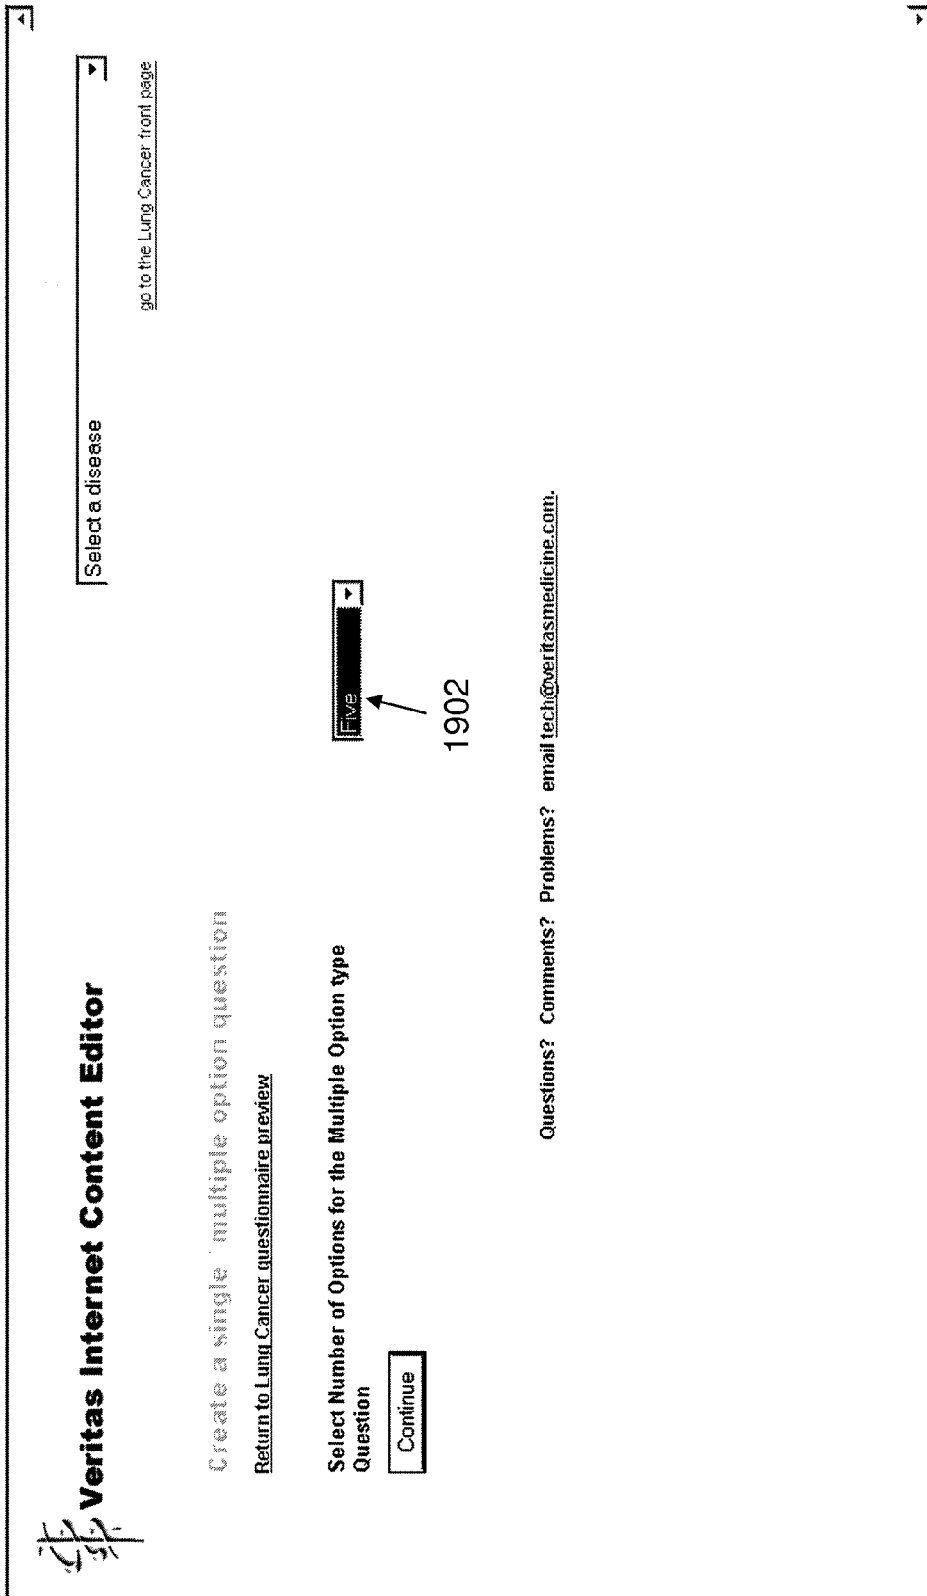 Veritas Internet Content Editor
Select a disease
go to the Lung Cancer front page
Create a single multiple option question
Return to Lung Cancer questionnaire preview
Select Number of Options for the Multiple Option type
Question
Five
1902
Continue
Questions? Comments? Problems? email tech@veritasmedicine.com.